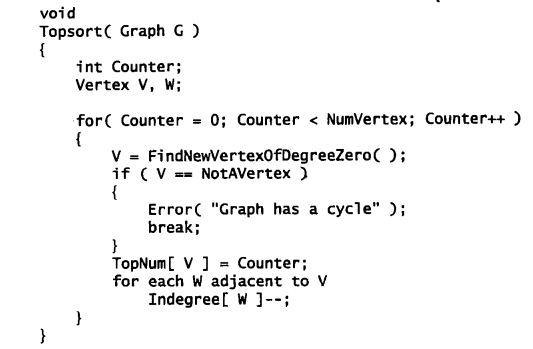 void
Topsort( Graph G )
{
    int Counter;
    Vertex V, W;

    for( Counter = 0; Counter < NumVertex; Counter++ )
    {
        V = FindNewVertexOfDegreeZero( );
        if ( V == NotAVertex )
        {
            Error( "Graph has a cycle" );
            break;
        }
        TopNum[ V ] = Counter;
        for each W adjacent to V
            Indegree[ W ]--;
    }
}